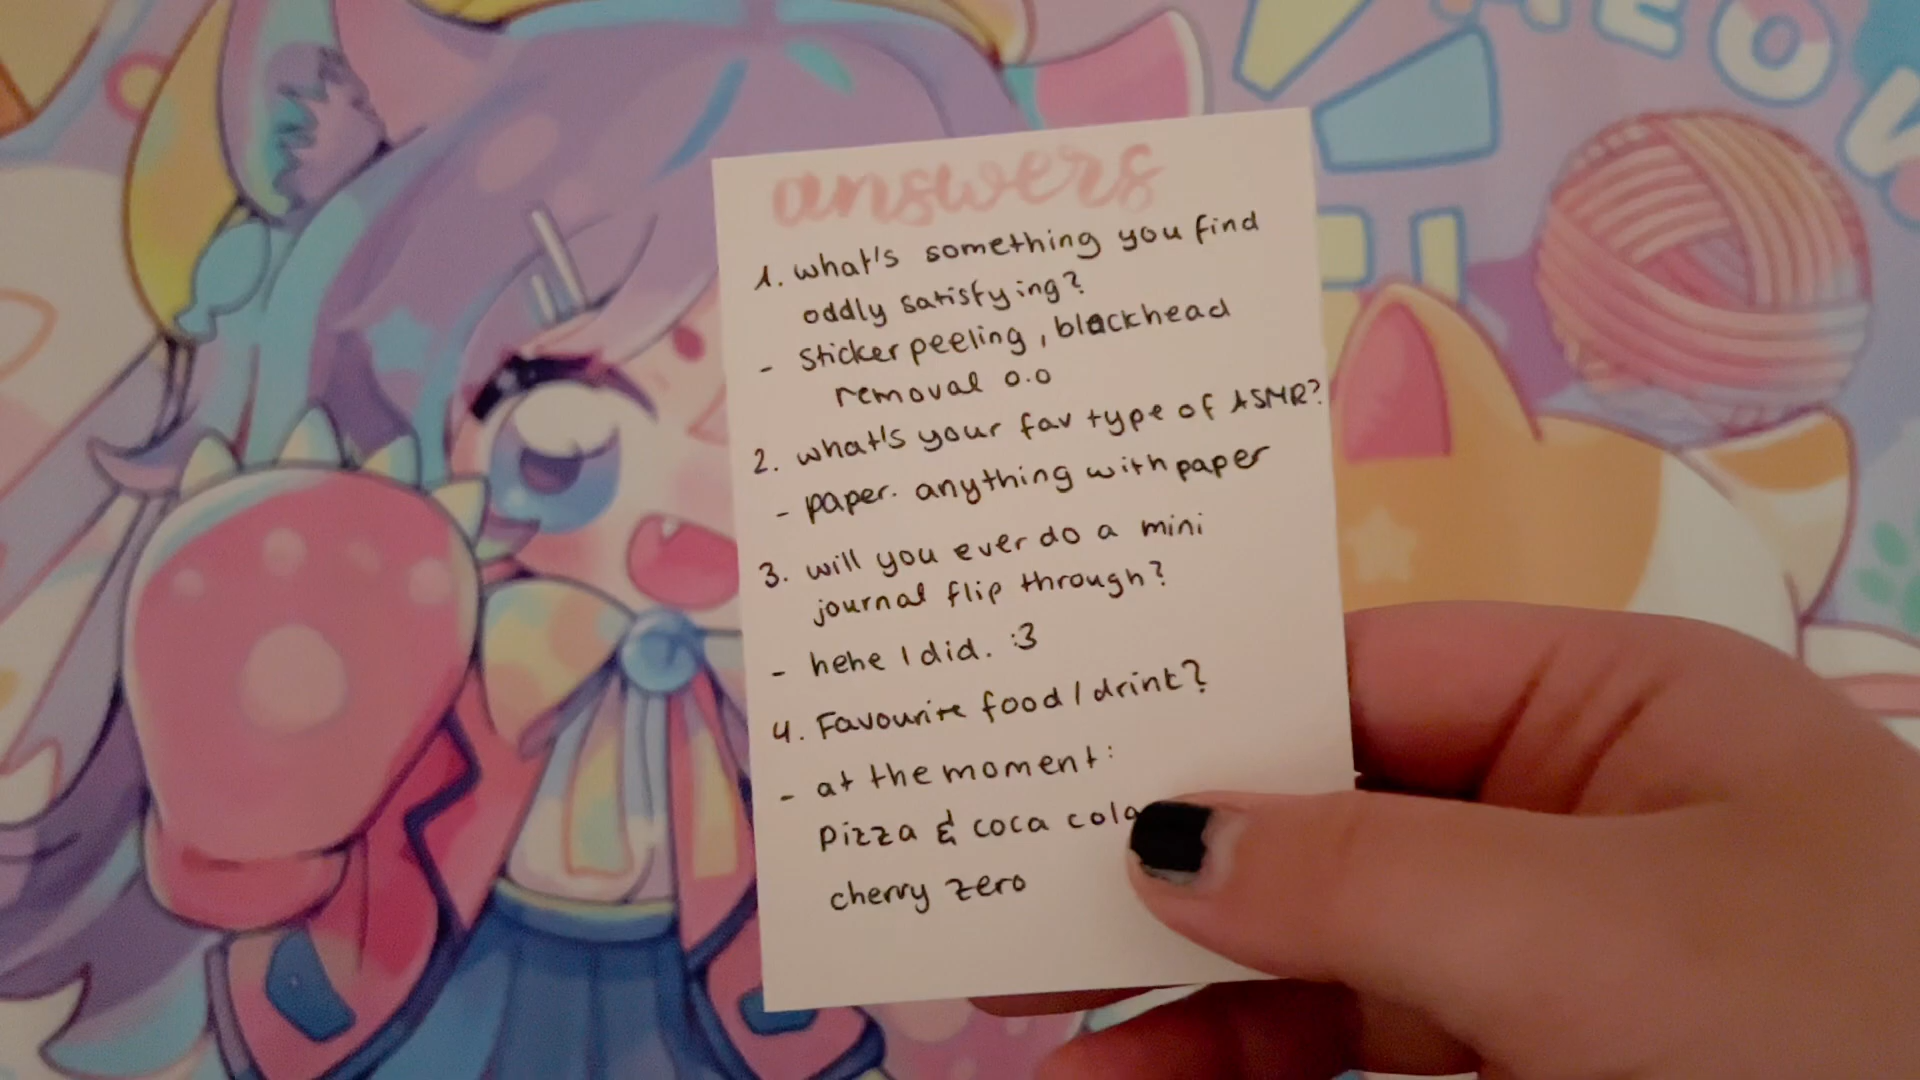 MEOW
answers
1. what's something you find
oddly satisfying?
- Sticker peeling, blackhead
removal o.o
2. what's your fav type of ASMR?
- paper. anything with paper
3. will you ever do a mini
journal flip through?
- hehe I did. :3
4. Favourite food / drink?
- at the moment:
pizza & coca cola
cherry zero